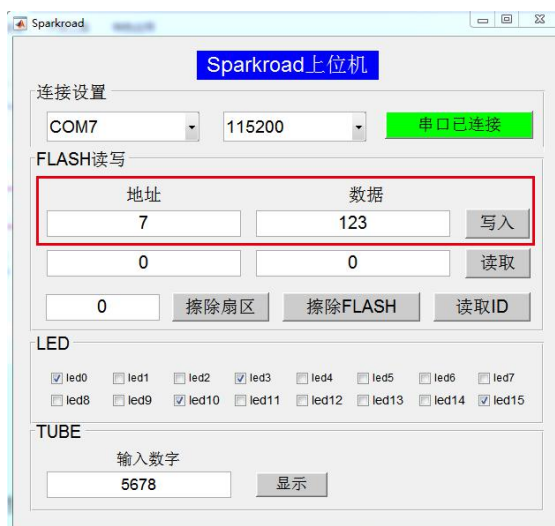 Sparkroad
Sparkroad上位机
连接设置
COM7 115200 串口已连接
FLASH读写
地址 数据
7 123 写入
0 0 读取
0 擦除扇区 擦除FLASH 读取ID
LED
led0 led1 led2 led3 led4 led5 led6 led7
led8 led9 led10 led11 led12 led13 led14 led15
TUBE
输入数字
5678 显示